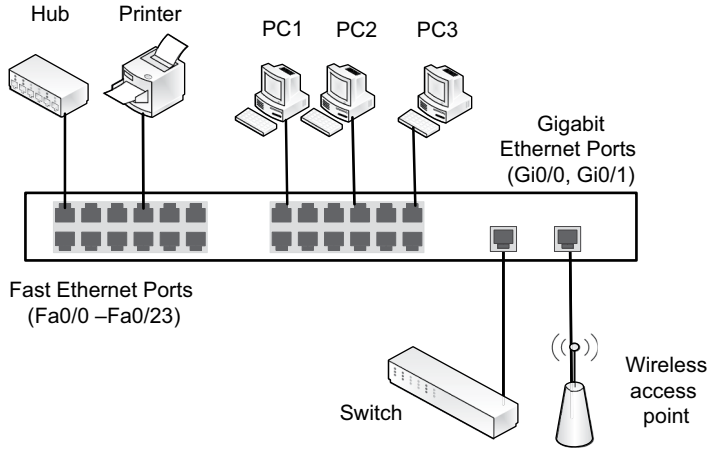 Hub
Printer
PC1
PC2
PC3
Gigabit
Ethernet Ports
(Gi0/0, Gi0/1)
Fast Ethernet Ports
(Fa0/0 –Fa0/23)
Switch
Wireless
access
point